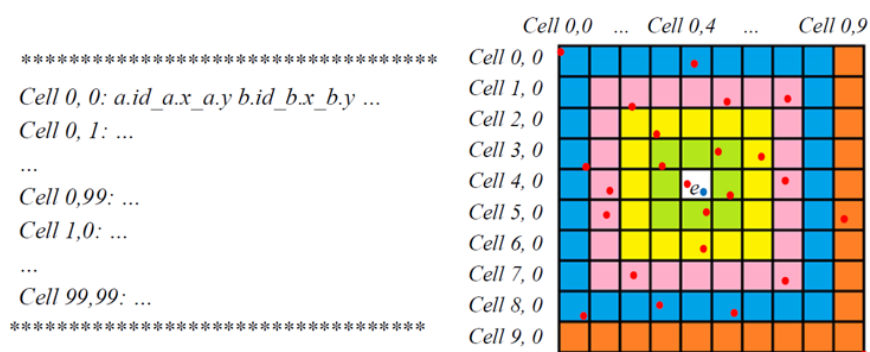 **********************************
Cell 0, 0: a.id_a.x_a.y b.id_b.x_b.y ...
Cell 0, 1: ...
...
Cell 0,99: ...
Cell 1,0: ...
...
Cell 99,99: ...
**********************************
Cell 0,0 ... Cell 0,4 ... Cell 0,9
Cell 0, 0
Cell 1, 0
Cell 2, 0
Cell 3, 0
Cell 4, 0
Cell 5, 0
Cell 6, 0
Cell 7, 0
Cell 8, 0
Cell 9, 0
e